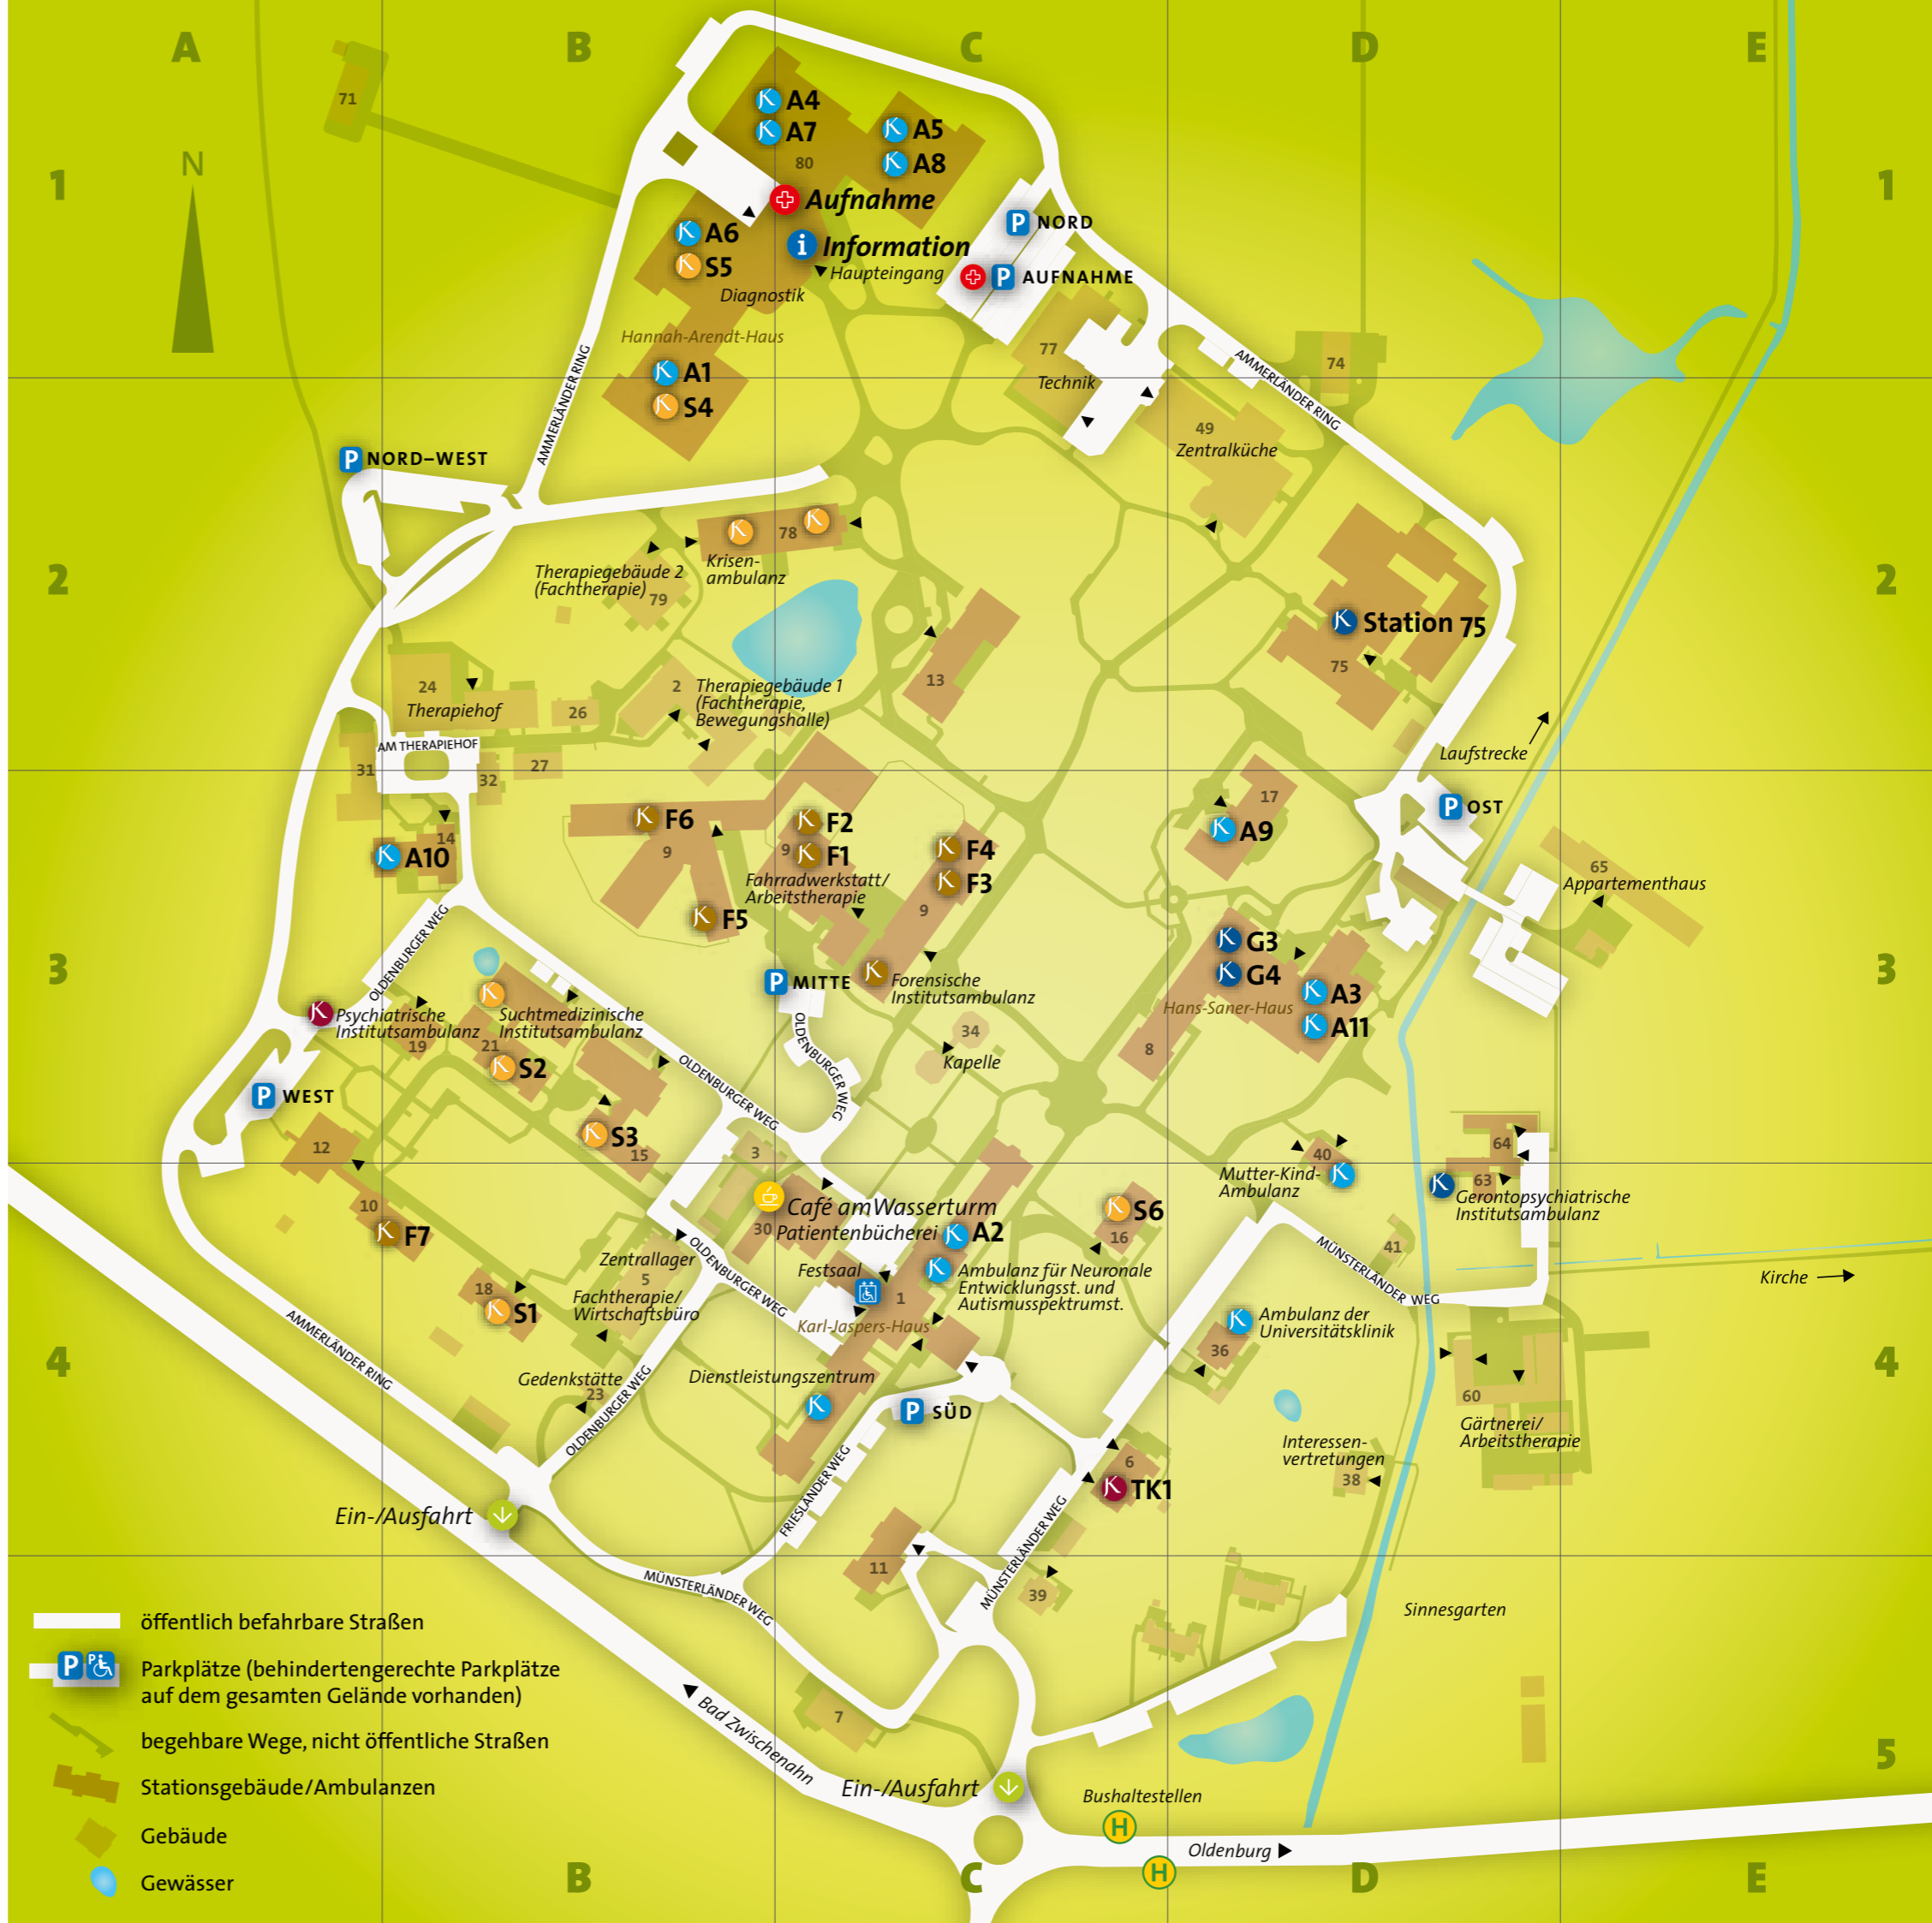 A
B
C
D
E
1
1
N
71
A4
A7
A5
A8
80
Aufnahme
A6
S5
Information
Haupteingang
Diagnostik
P NORD
P AUFNAHME
Hannah-Arendt-Haus
A1
S4
AMMERLÄNDER RING
77
Technik
AMMERLÄNDER RING
74
49
Zentralküche
P NORD–WEST
2
2
78
Krisen-
ambulanz
Therapiegebäude 2
(Fachtherapie)
79
Station 75
75
13
24
Therapiehof
26
2
Therapiegebäude 1
(Fachtherapie,
Bewegungshalle)
AM THERAPIEHOF
31
32
27
Laufstrecke
P OST
17
A9
14
A10
F6
9
F5
F2
9
F1
Fahrradwerkstatt/
Arbeitstherapie
F4
F3
9
65
Appartementhaus
3
3
OLDENBURGER WEG
P MITTE
Forensische
Institutsambulanz
G3
G4
Hans-Saner-Haus
A3
A11
8
Psychiatrische
Institutsambulanz
19
Suchtmedizinische
Institutsambulanz
21
S2
OLDENBURGER WEG
OLDENBURGER WEG
34
Kapelle
P WEST
12
S3
15
3
40
Mutter-Kind-
Ambulanz
64
63
Gerontopsychiatrische
Institutsambulanz
10
F7
Café am Wasserturm
Patientenbücherei
30
A2
S6
16
Zentrallager
5
Fachtherapie/
Wirtschaftsbüro
OLDENBURGER WEG
Festsaal
1
Karl-Jaspers-Haus
Ambulanz für Neuronale
Entwicklungsst. und
Autismusspektrumst.
MÜNSTERLÄNDER WEG
41
Kirche
18
S1
Ambulanz der
Universitätsklinik
36
4
4
AMMERLÄNDER RING
Gedenkstätte
23
OLDENBURGER WEG
Dienstleistungszentrum
P SÜD
60
Gärtnerei/
Arbeitstherapie
Interessen-
vertretungen
38
FRIESLÄNDER WEG
6
TK1
Ein-/Ausfahrt
MÜNSTERLÄNDER WEG
11
39
MÜNSTERLÄNDER WEG
Sinnesgarten
7
Bad Zwischenahn
Ein-/Ausfahrt
5
Bushaltestellen
H
H
Oldenburg
öffentlich befahrbare Straßen
P P Parkplätze (behindertengerechte Parkplätze
auf dem gesamten Gelände vorhanden)
begehbare Wege, nicht öffentliche Straßen
Stationsgebäude/Ambulanzen
Gebäude
Gewässer
B
C
D
E